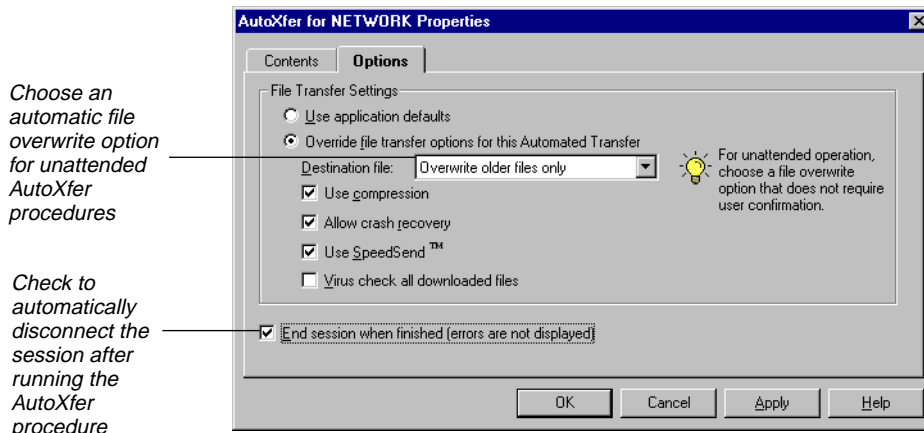 AutoXfer for NETWORK Properties
Contents
Options
Choose an
automatic file
overwrite option
for unattended
AutoXfer
procedures
File Transfer Settings
Use application defaults
Override file transfer options for this Automated Transfer
Destination file: Overwrite older files only
For unattended operation,
choose a file overwrite
option that does not require
user confirmation.
Use compression
Allow crash recovery
Use SpeedSend ™
Virus check all downloaded files
Check to
automatically
disconnect the
session after
running the
AutoXfer
procedure
End session when finished (errors are not displayed)
OK
Cancel
Apply
Help